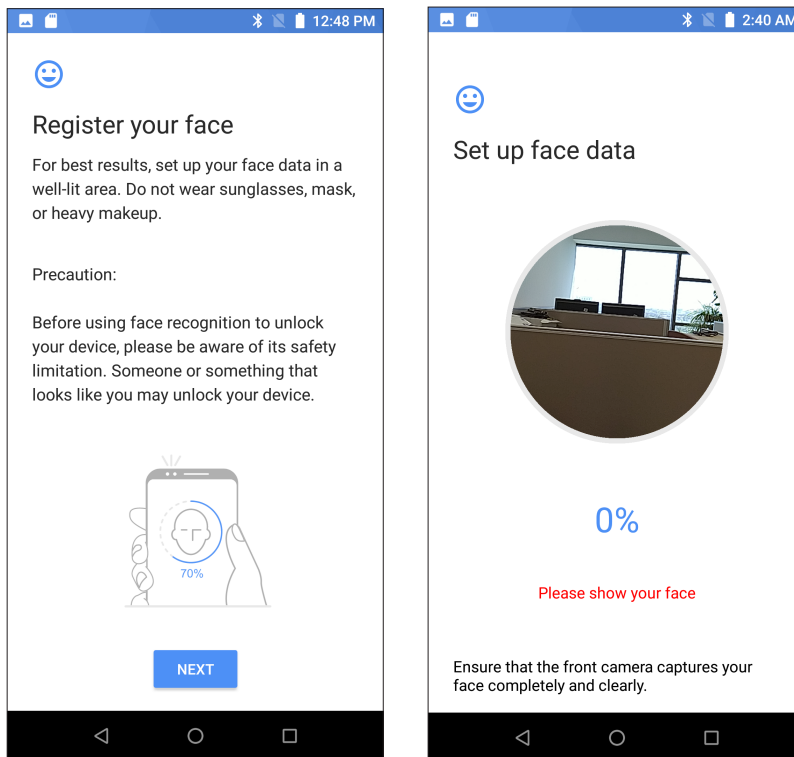 12:48 PM
Register your face
For best results, set up your face data in a
well-lit area. Do not wear sunglasses, mask,
or heavy makeup.
Precaution:
Before using face recognition to unlock
your device, please be aware of its safety
limitation. Someone or something that
looks like you may unlock your device.
70%
NEXT
2:40 AM
Set up face data
0%
Please show your face
Ensure that the front camera captures your
face completely and clearly.